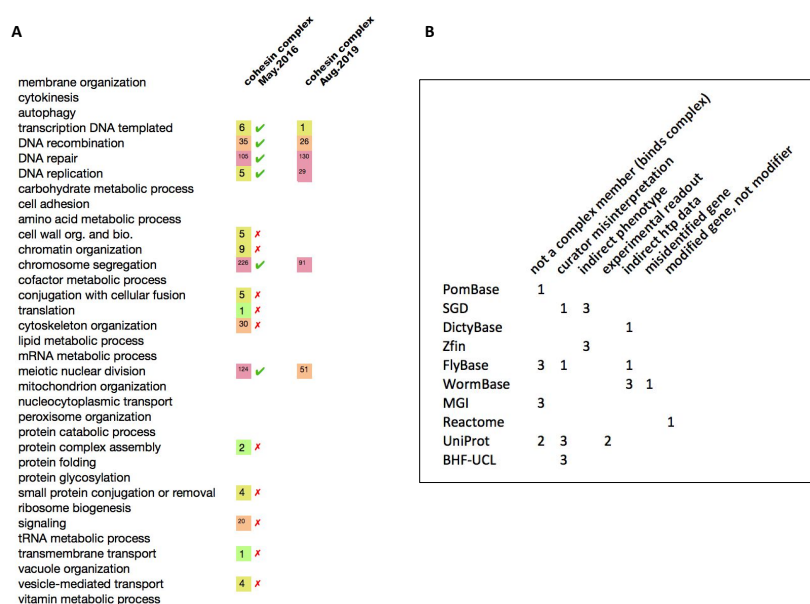 A
B
cohesin complex
May.2016
cohesin complex
Aug.2019
membrane organization
cytokinesis
autophagy
transcription DNA templated 6 ✔ 1
DNA recombination 35 ✔ 26
DNA repair 105 ✔ 130
DNA replication 5 ✔ 29
carbohydrate metabolic process
cell adhesion
amino acid metabolic process
cell wall org. and bio. 5 ✗
chromatin organization 9 ✗
chromosome segregation 226 ✔ 91
cofactor metabolic process
conjugation with cellular fusion 5 ✗
translation 1 ✗
cytoskeleton organization 30 ✗
lipid metabolic process
mRNA metabolic process
meiotic nuclear division 124 ✔ 51
mitochondrion organization
nucleocytoplasmic transport
peroxisome organization
protein catabolic process
protein complex assembly 2 ✗
protein folding
protein glycosylation
small protein conjugation or removal 4 ✗
ribosome biogenesis
signaling 20 ✗
tRNA metabolic process
transmembrane transport 1 ✗
vacuole organization
vesicle-mediated transport 4 ✗
vitamin metabolic process
not a complex member (binds complex)
curator misinterpretation
indirect phenotype
experimental readout
indirect htp data
misidentified gene
modified gene, not modifier
PomBase 1
SGD 1 3
DictyBase 1
Zfin 3
FlyBase 3 1 1
WormBase 3 1
MGI 3
Reactome 1
UniProt 2 3 2
BHF-UCL 3